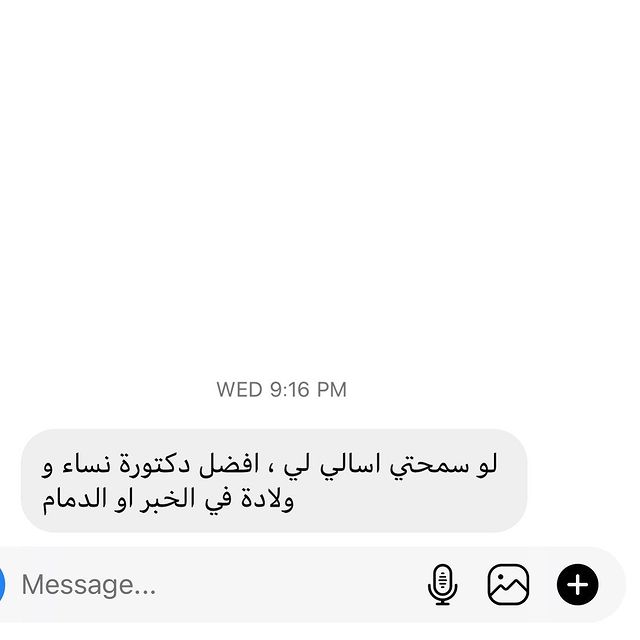 WED 9:16 PM
لو سمحتي اسالي لي ، افضل دكتورة نساء و
ولادة في الخبر او الدمام
Message...